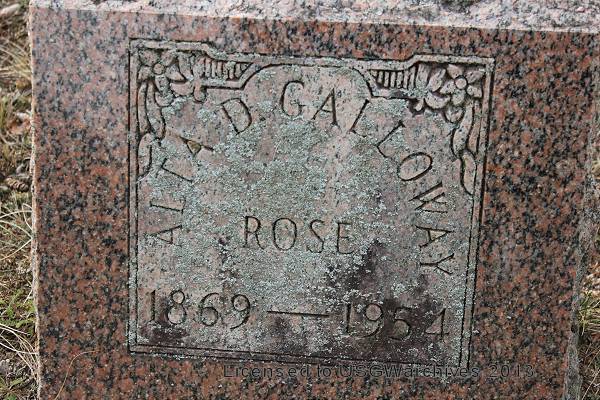 ALTA D. GALLOWAY
ROSE
1869 — 1954
Licensed to USGWarchives 2013